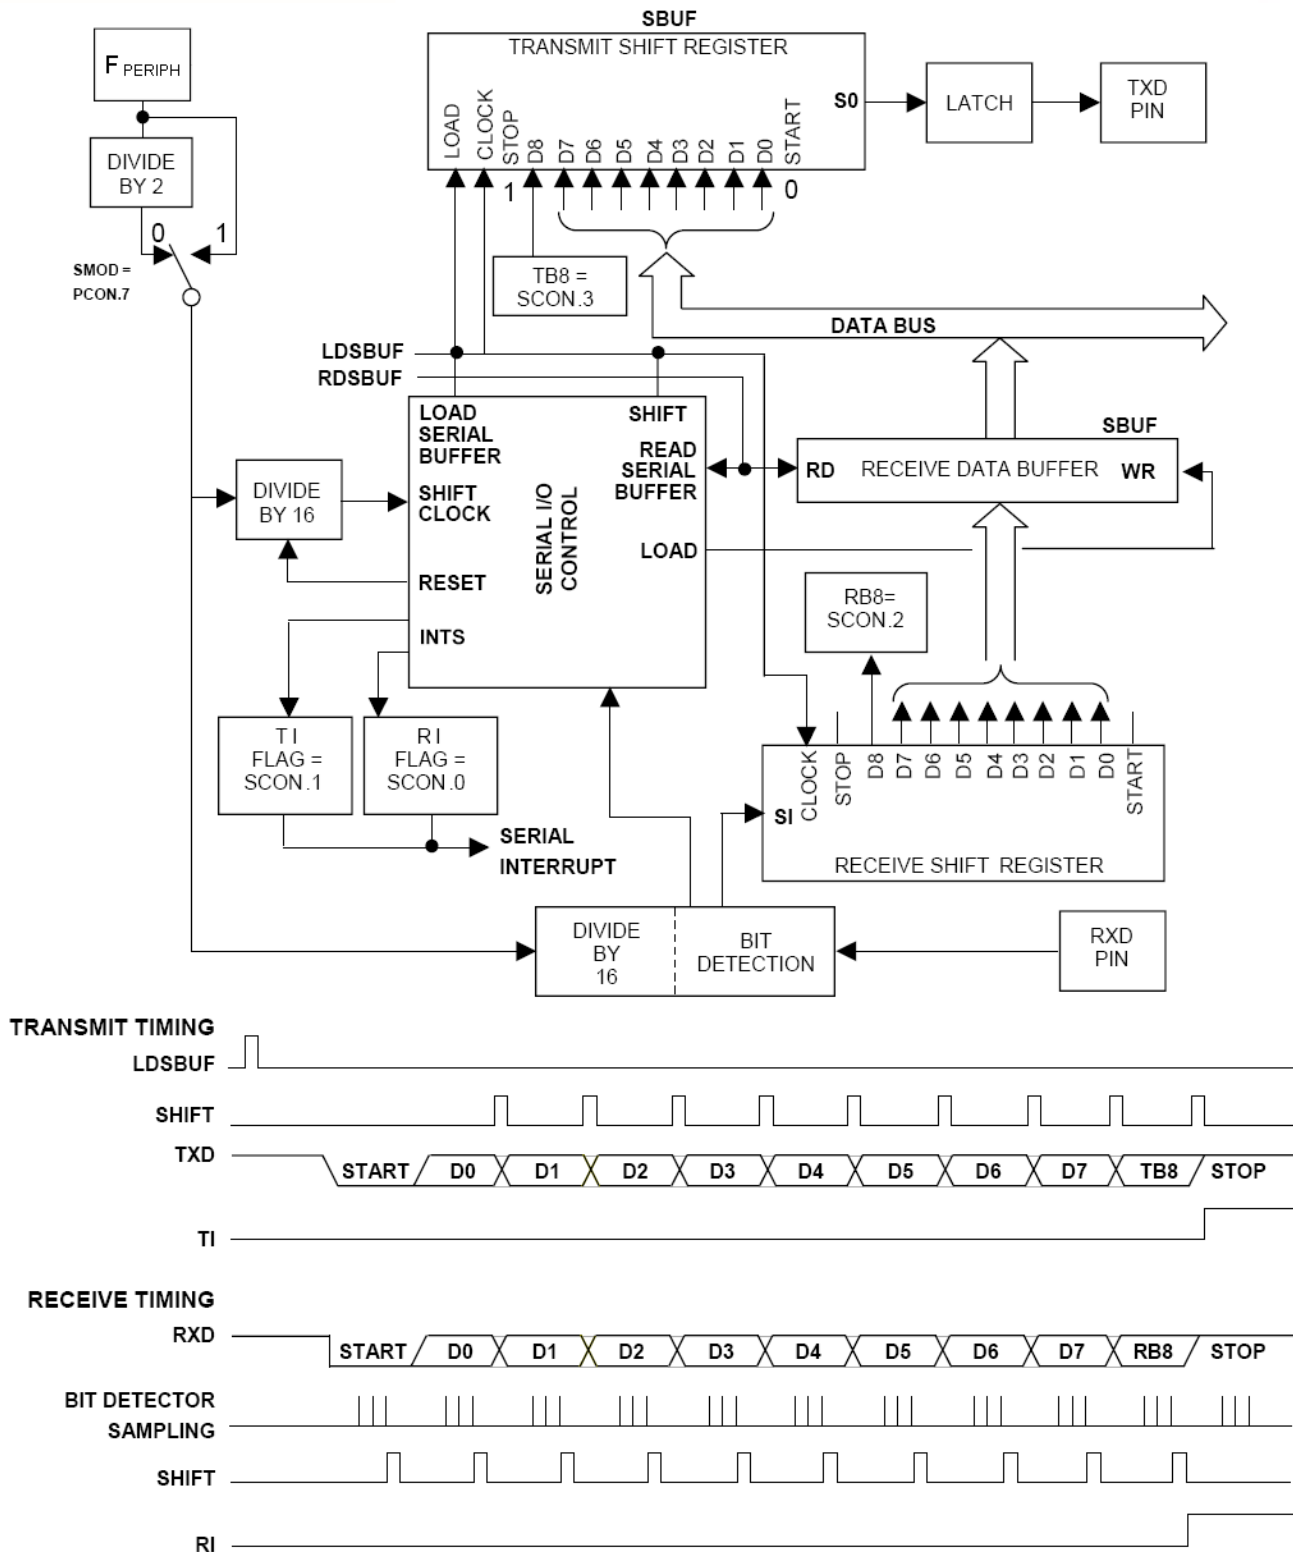 SBUF
TRANSMIT SHIFT REGISTER
F PERIPH
LOAD
CLOCK
STOP
D8
D7
D6
D5
D4
D3
D2
D1
D0
START
S0
LATCH
TXD
PIN
DIVIDE
BY 2
1
0
0
1
SMOD =
PCON.7
TB8 =
SCON.3
DATA BUS
LDSBUF
RDSBUF
LOAD
SERIAL
BUFFER
SHIFT
READ
SERIAL
BUFFER
SBUF
RD
RECEIVE DATA BUFFER
WR
DIVIDE
BY 16
SHIFT
CLOCK
SERIAL I/O
CONTROL
LOAD
RESET
INTS
RB8=
SCON.2
T I
FLAG =
SCON.1
R I
FLAG =
SCON.0
SERIAL
INTERRUPT
SI
CLOCK
STOP
D8
D7
D6
D5
D4
D3
D2
D1
D0
START
RECEIVE SHIFT REGISTER
DIVIDE
BY
16
BIT
DETECTION
RXD
PIN
TRANSMIT TIMING
LDSBUF
SHIFT
TXD START D0 D1 D2 D3 D4 D5 D6 D7 TB8 STOP
TI
RECEIVE TIMING
RXD START D0 D1 D2 D3 D4 D5 D6 D7 RB8 STOP
BIT DETECTOR
SAMPLING
SHIFT
RI